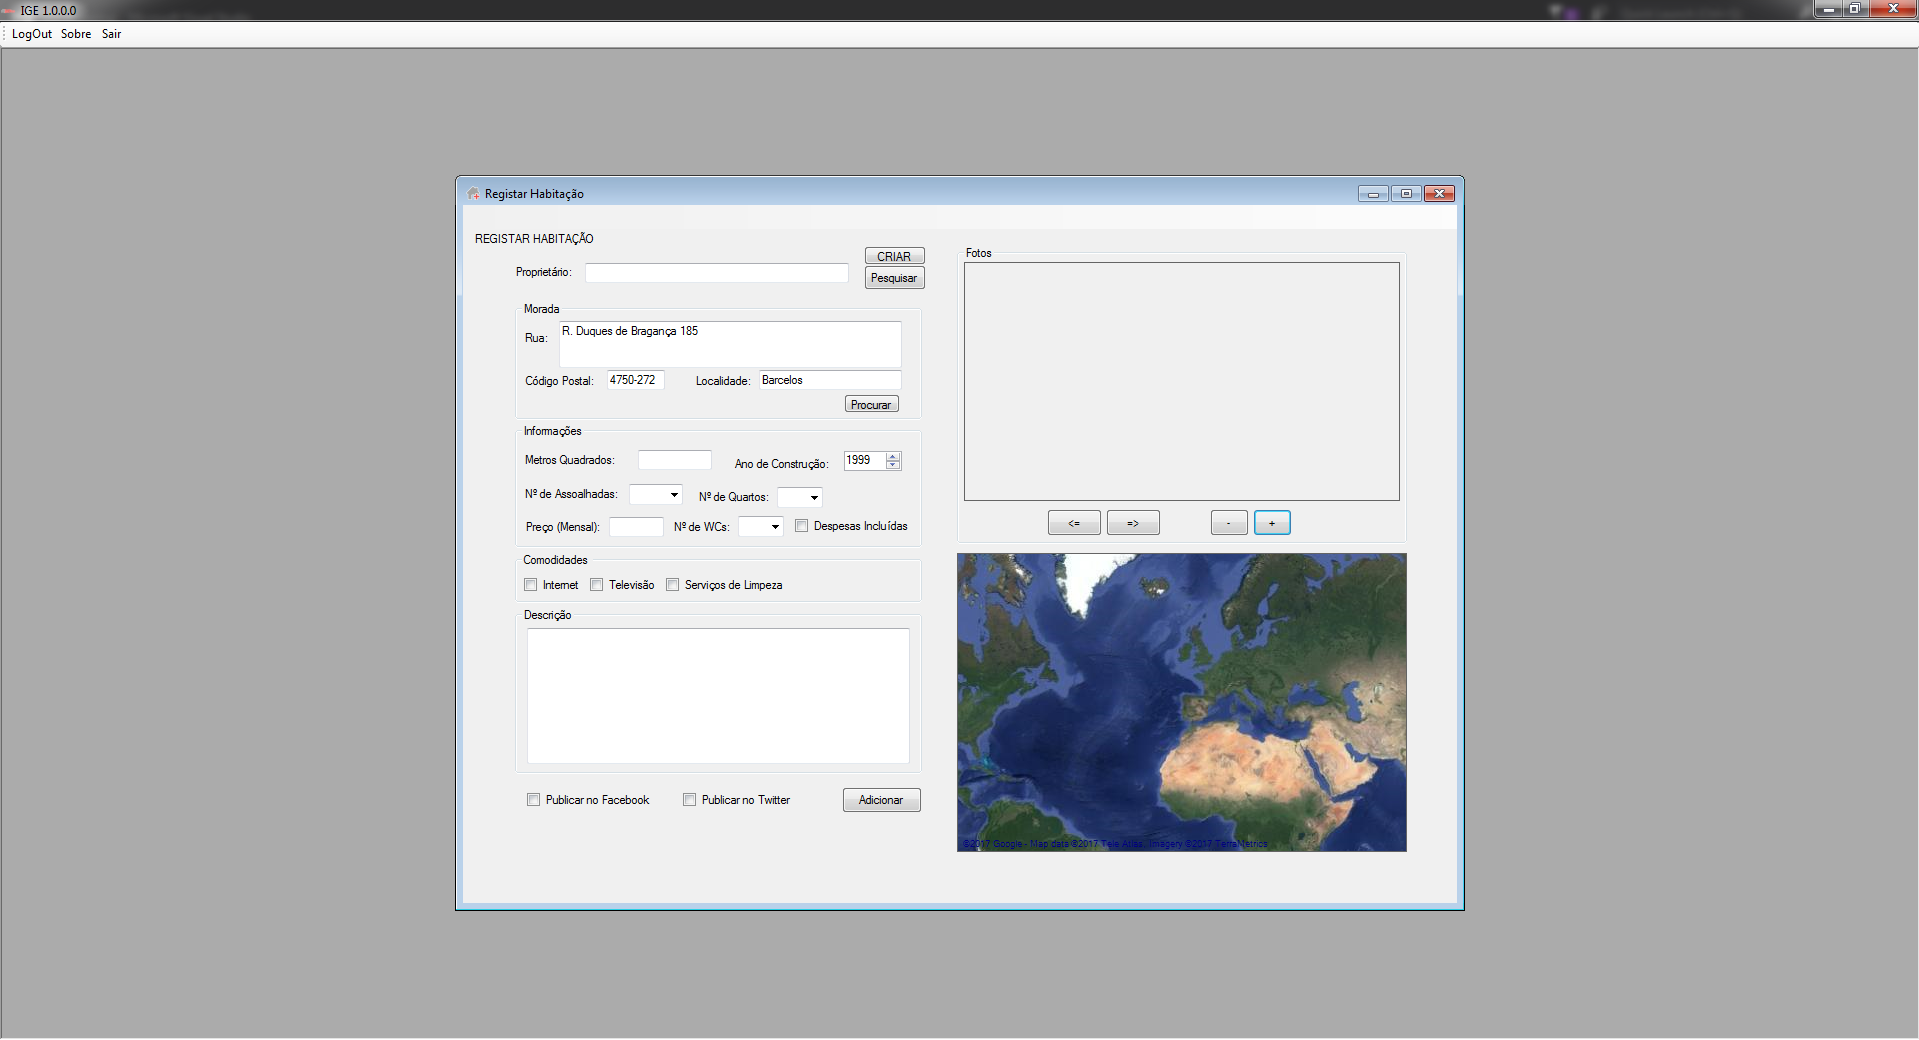 IGE 1.0.0.0
LogOut Sobre Sair
Registar Habitação
REGISTAR HABITAÇÃO
CRIAR
Proprietário:
Pesquisar
Morada
Rua: R. Duques de Bragança 185
Código Postal: 4750-272 Localidade: Barcelos
Procurar
Informações
Metros Quadrados: Ano de Construção: 1999
Nº de Assoalhadas: Nº de Quartos:
Preço (Mensal): Nº de WCs: Despesas Incluídas
Comodidades
Internet Televisão Serviços de Limpeza
Descrição
Publicar no Facebook Publicar no Twitter Adicionar
Fotos
<= => - +
©2017 Google - Map data ©2017 Tele Atlas, Imagery ©2017 TerraMetrics